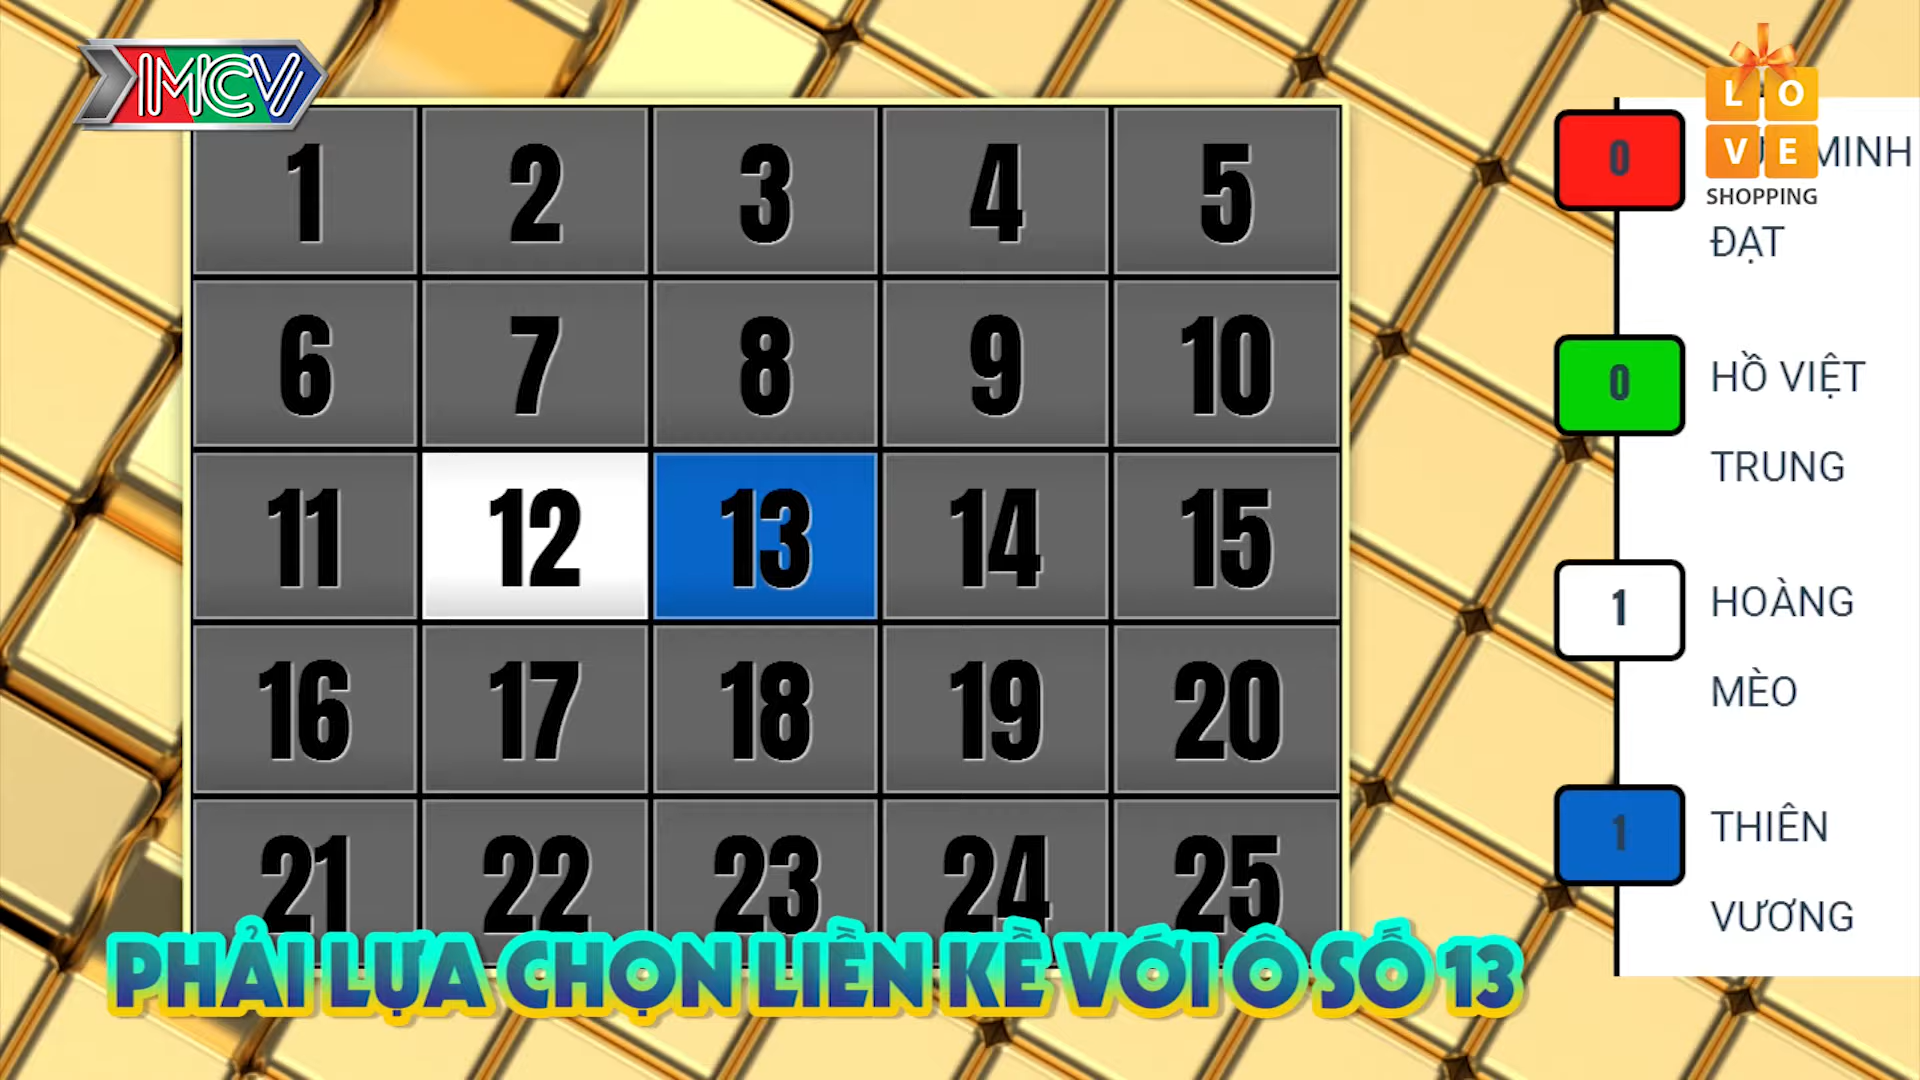 MCV
LOVE
SHOPPING
1 2 3 4 5
6 7 8 9 10
11 12 13 14 15
16 17 18 19 20
21 22 23 24 25
0
MINH
ĐẠT
0
HỒ VIỆT
TRUNG
1
HOÀNG
MÈO
1
THIÊN
VƯƠNG
PHẢI LỰA CHỌN LIỀN KỀ VỚI Ô SỐ 13